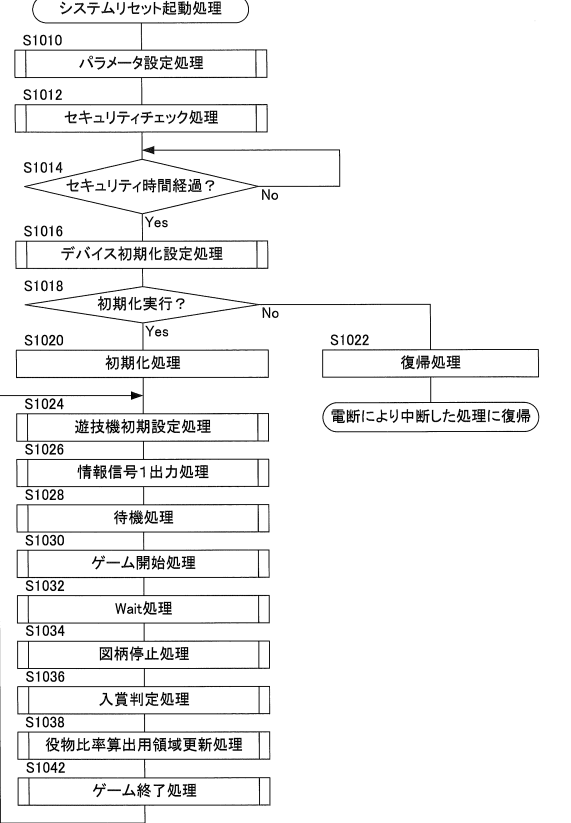 システムリセット起動処理
S1010
パラメータ設定処理
S1012
セキュリティチェック処理
S1014
セキュリティ時間経過？
No
Yes
S1016
デバイス初期化設定処理
S1018
初期化実行？
No
Yes
S1020
初期化処理
S1022
復帰処理
電断により中断した処理に復帰
S1024
遊技機初期設定処理
S1026
情報信号１出力処理
S1028
待機処理
S1030
ゲーム開始処理
S1032
Wait処理
S1034
図柄停止処理
S1036
入賞判定処理
S1038
役物比率算出用領域更新処理
S1042
ゲーム終了処理